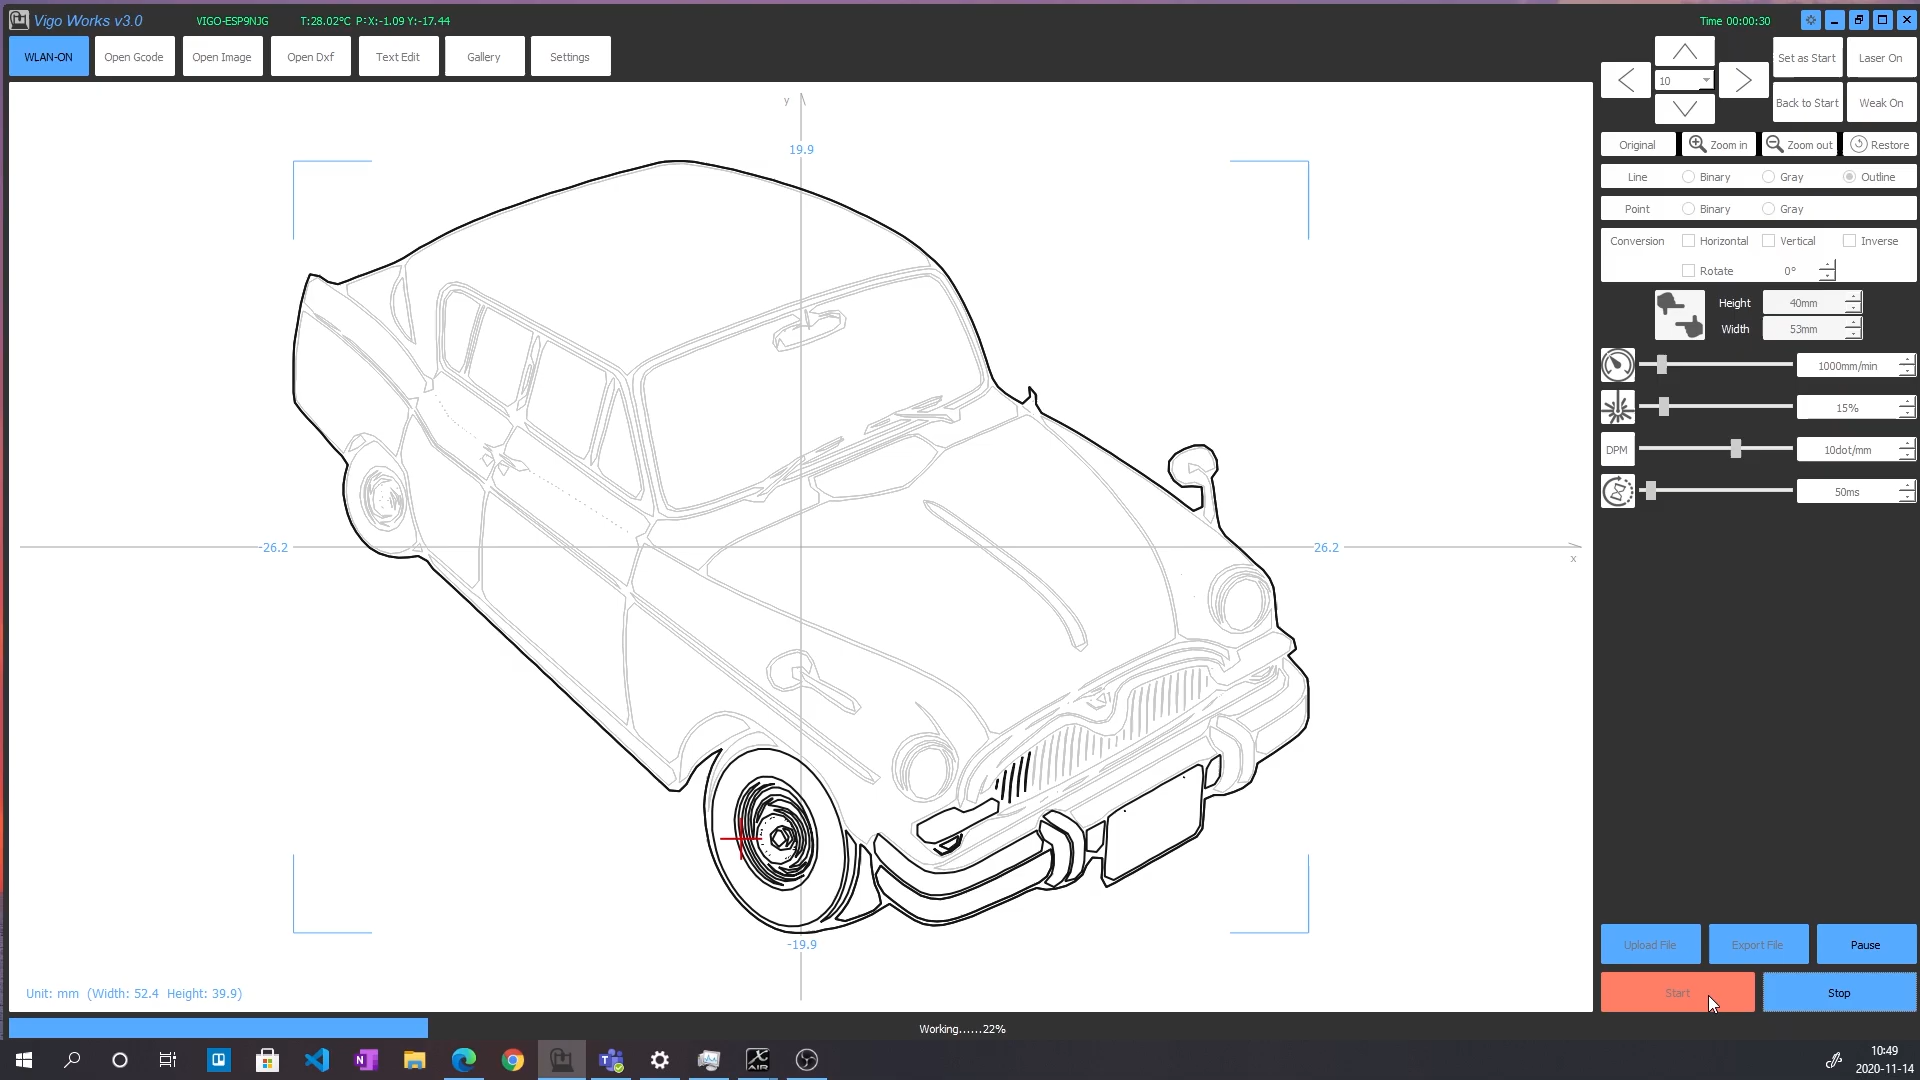 Vigo Works v3.0 VIGO-ESP9NJG T:28.02°C P:X:-1.09 Y:-17.44 Time 00:00:30
WLAN-ON Open Gcode Open Image Open Dxf Text Edit Gallery Settings
10
Set as Start Laser On
Back to Start Weak On
Original Zoom in Zoom out Restore
Line Binary Gray Outline
Point Binary Gray
Conversion Horizontal Vertical Inverse
Rotate 0°
Height 40mm
Width 53mm
1000mm/min
15%
DPM 10dot/mm
50ms
y
19.9
-26.2 26.2
x
-19.9
Unit: mm (Width: 52.4 Height: 39.9)
Upload File Export File Pause
Start Stop
Working......22%
N T AIR
10:49
2020-11-14